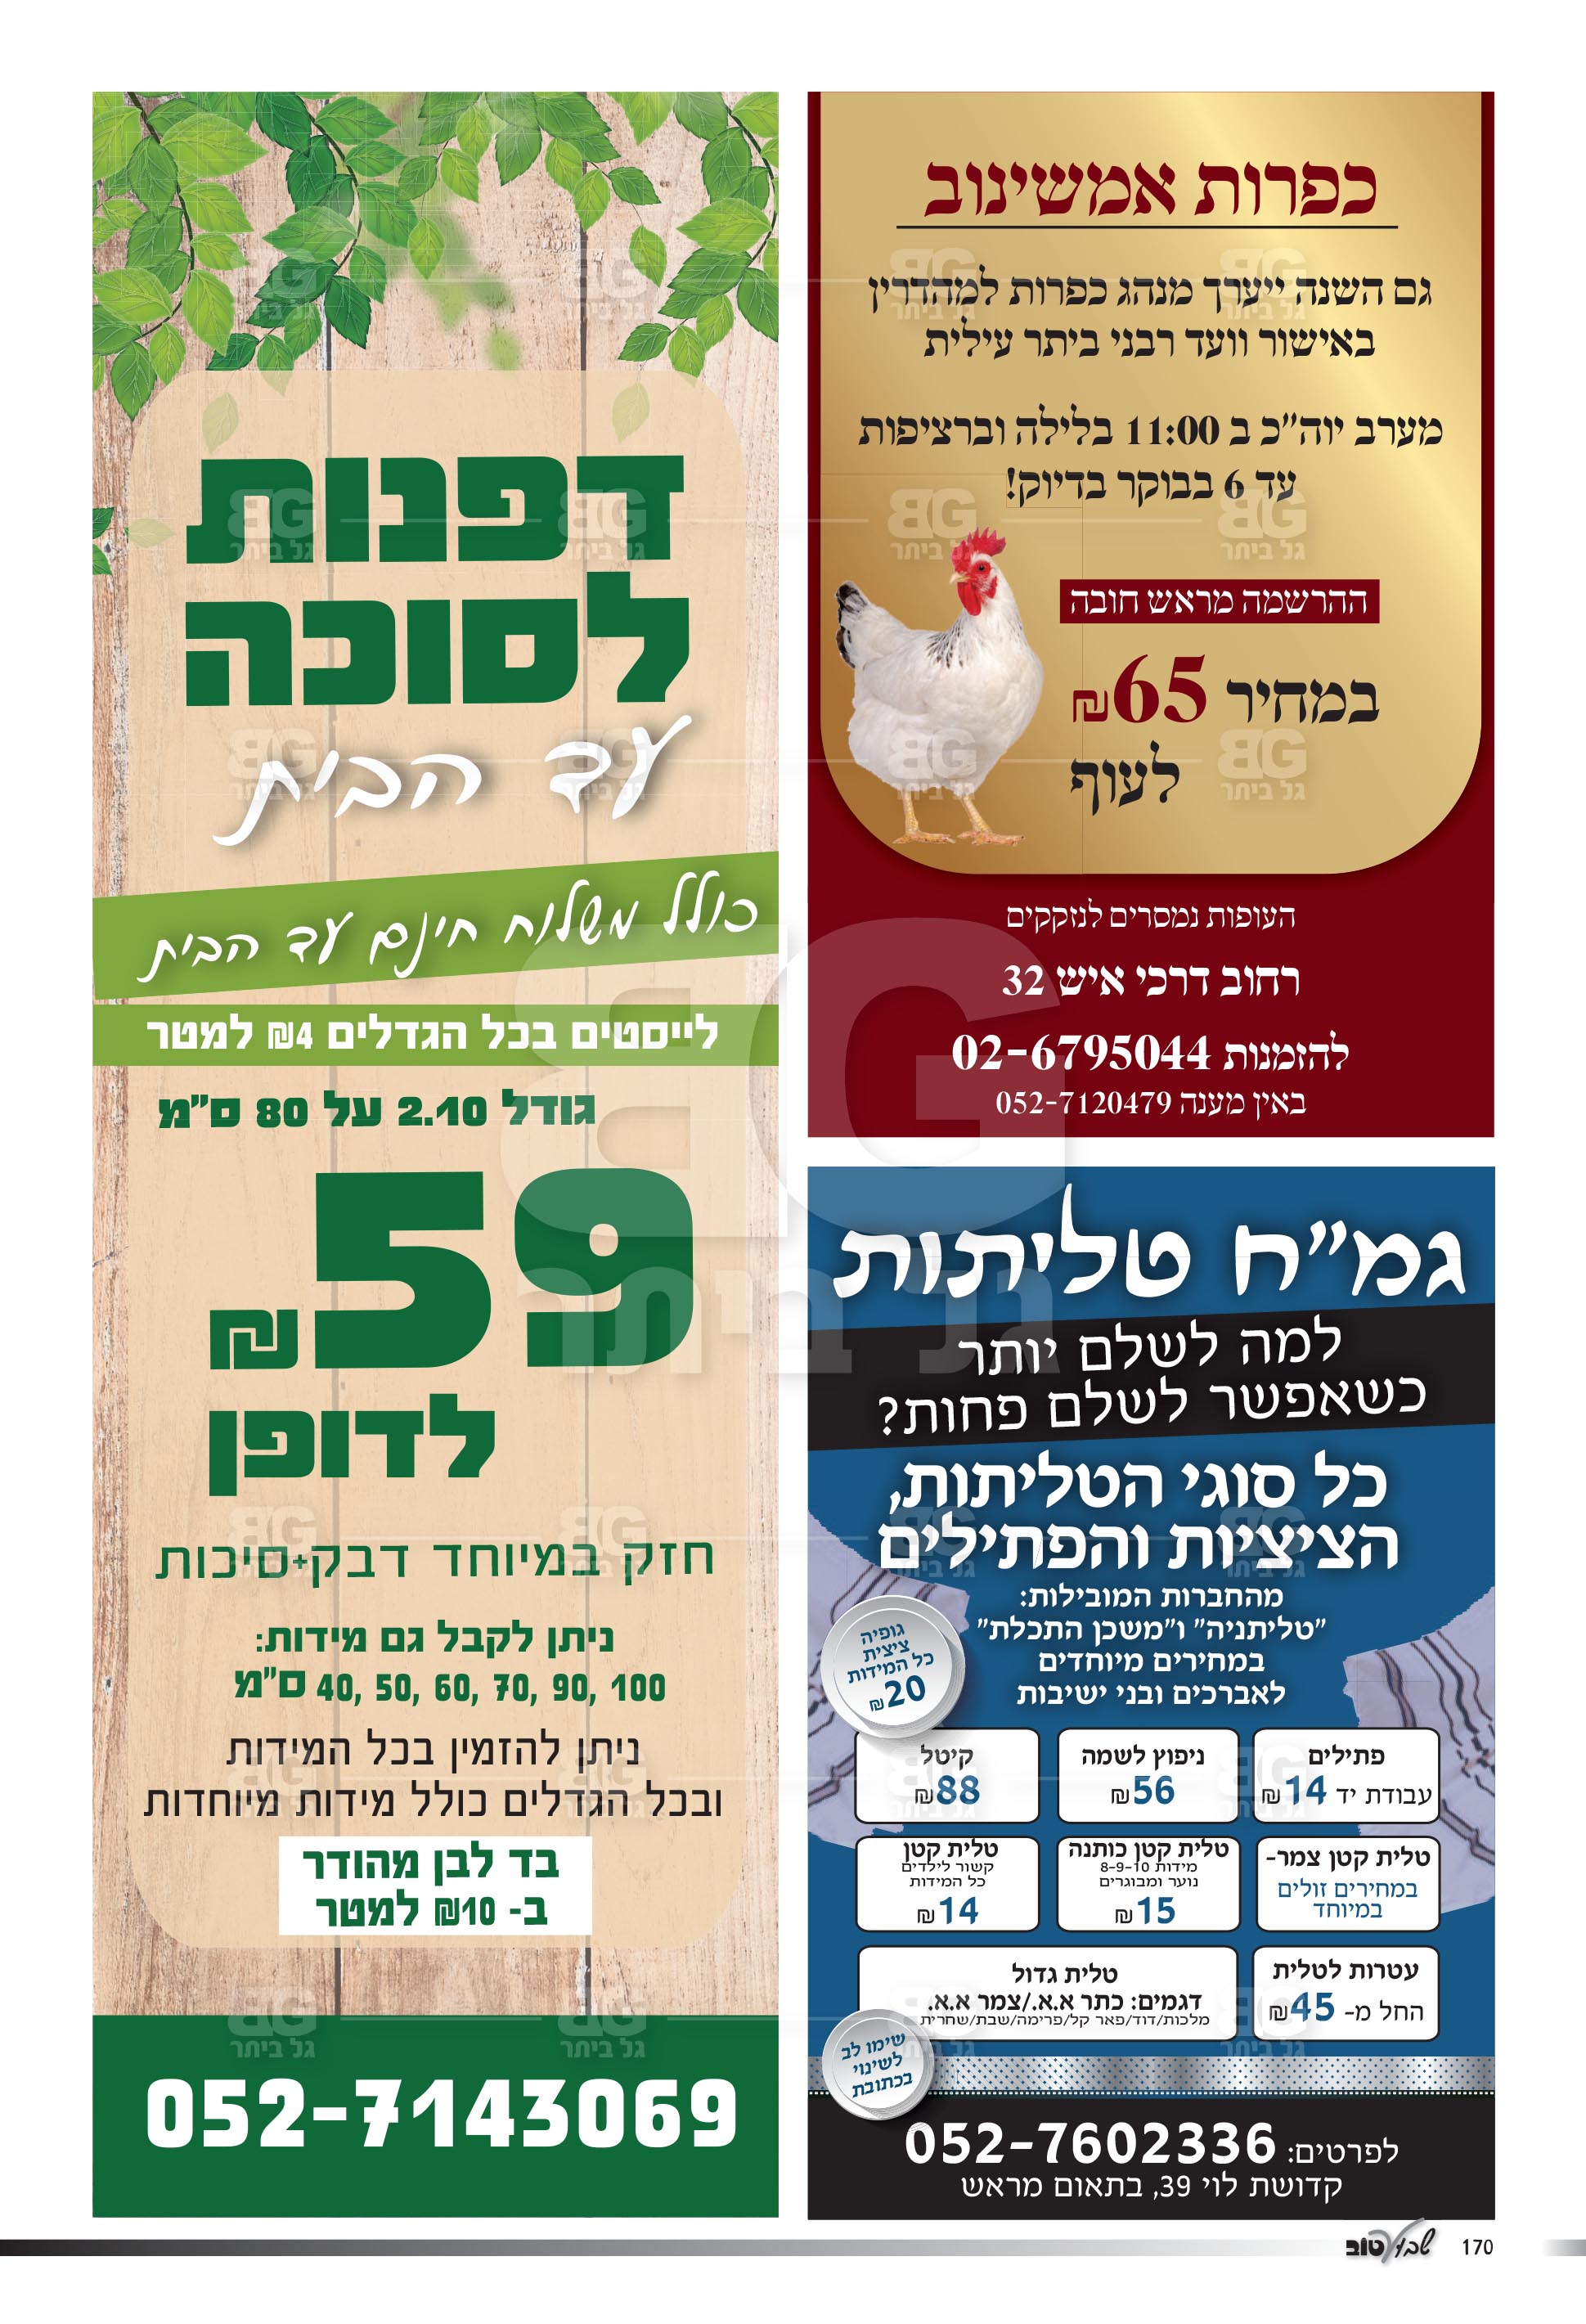 כפרות אמשינוב
גם השנה ייערך מנהג כפרות למהדרין
באישור וועד רבני ביתר עילית
מערב יוה"כ ב 11:00 בלילה וברציפות
עד 6 בבוקר בדיוק!
ההרשמה מראש חובה
במחיר 65₪
לעוף
העופות נמסרים לנזקקים
רחוב דרכי איש 32
להזמנות 02-6795044
באין מענה 052-7120479
גמ"ח טליתות
למה לשלם יותר
כשאפשר לשלם פחות?
כל סוגי הטליתות,
הציציות והפתילים
מהחברות המובילות:
"טליתניה" ו"משכן התכלת"
במחירים מיוחדים
לאברכים ובני ישיבות
גופיה
ציצית
כל המידות
20₪
פתילים
עבודת יד 14₪
ניפוץ לשמה
56₪
קיטל
88₪
טלית קטן צמר-
במחירים זולים
במיוחד
טלית קטן כותנה
מידות 8-9-10
נוער ומבוגרים
15₪
טלית קטן
קשור לילדים
כל המידות
14₪
עטרות לטלית
החל מ- 45₪
טלית גדול
דגמים: כתר א.א./צמר א.א.
מלכות/דוד/פאר קל/פרימה/שבת/שחרית
שימו לב
לשינוי
בכתובת
לפרטים: 052-7602336
קדושת לוי 39, בתאום מראש
דפנות
לסוכה
עד הבית
כולל משלוח חינם עד הבית
לייסטים בכל הגדלים 4₪ למטר
גודל 2.10 על 80 ס"מ
59₪
לדופן
חזק במיוחד דבק+סיכות
ניתן לקבל גם מידות:
100 ,90 ,70 ,60 ,50 ,40 ס"מ
ניתן להזמין בכל המידות
ובכל הגדלים כולל מידות מיוחדות
בד לבן מהודר
ב- 10₪ למטר
052-7143069
BG
גל ביתר
170 שבוע טוב